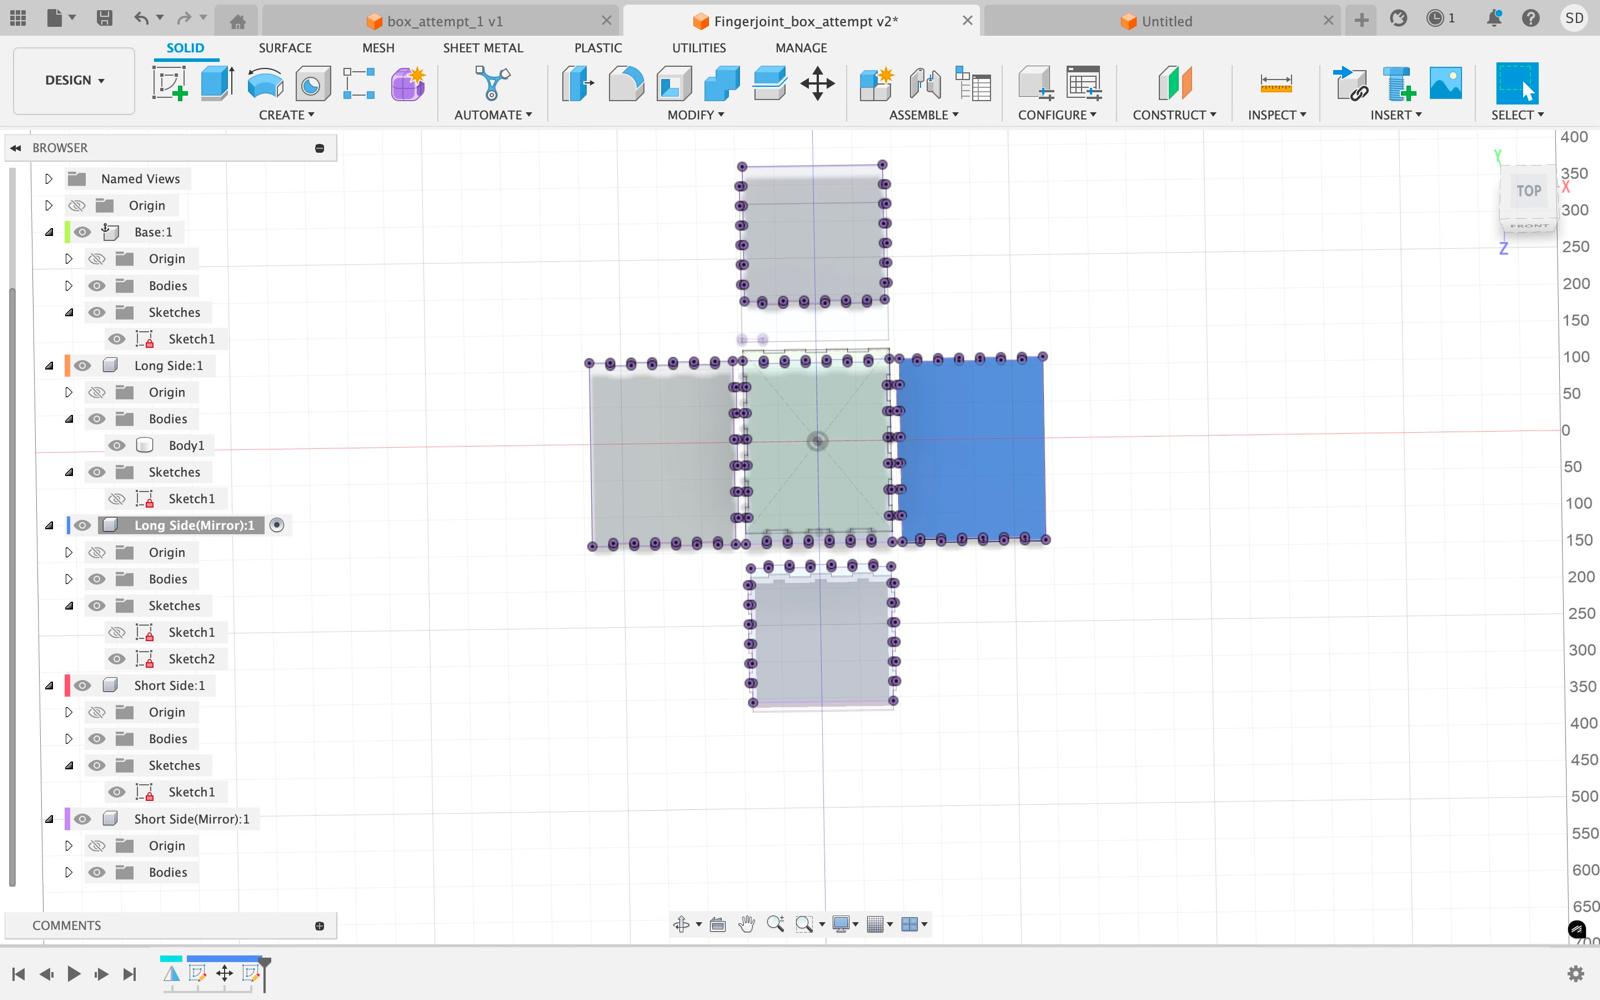 box_attempt_1 v1
Fingerjoint_box_attempt v2*
Untitled
1
SD
DESIGN
SOLID
SURFACE
MESH
SHEET METAL
PLASTIC
UTILITIES
MANAGE
CREATE
AUTOMATE
MODIFY
ASSEMBLE
CONFIGURE
CONSTRUCT
INSPECT
INSERT
SELECT
BROWSER
Named Views
Origin
Base:1
Origin
Bodies
Sketches
Sketch1
Long Side:1
Origin
Bodies
Body1
Sketches
Sketch1
Long Side(Mirror):1
Origin
Bodies
Sketches
Sketch1
Sketch2
Short Side:1
Origin
Bodies
Sketches
Sketch1
Short Side(Mirror):1
Origin
Bodies
COMMENTS
Y
TOP
X
FRONT
Z
400
350
300
250
200
150
100
50
0
50
100
150
200
250
300
350
400
450
500
550
600
650